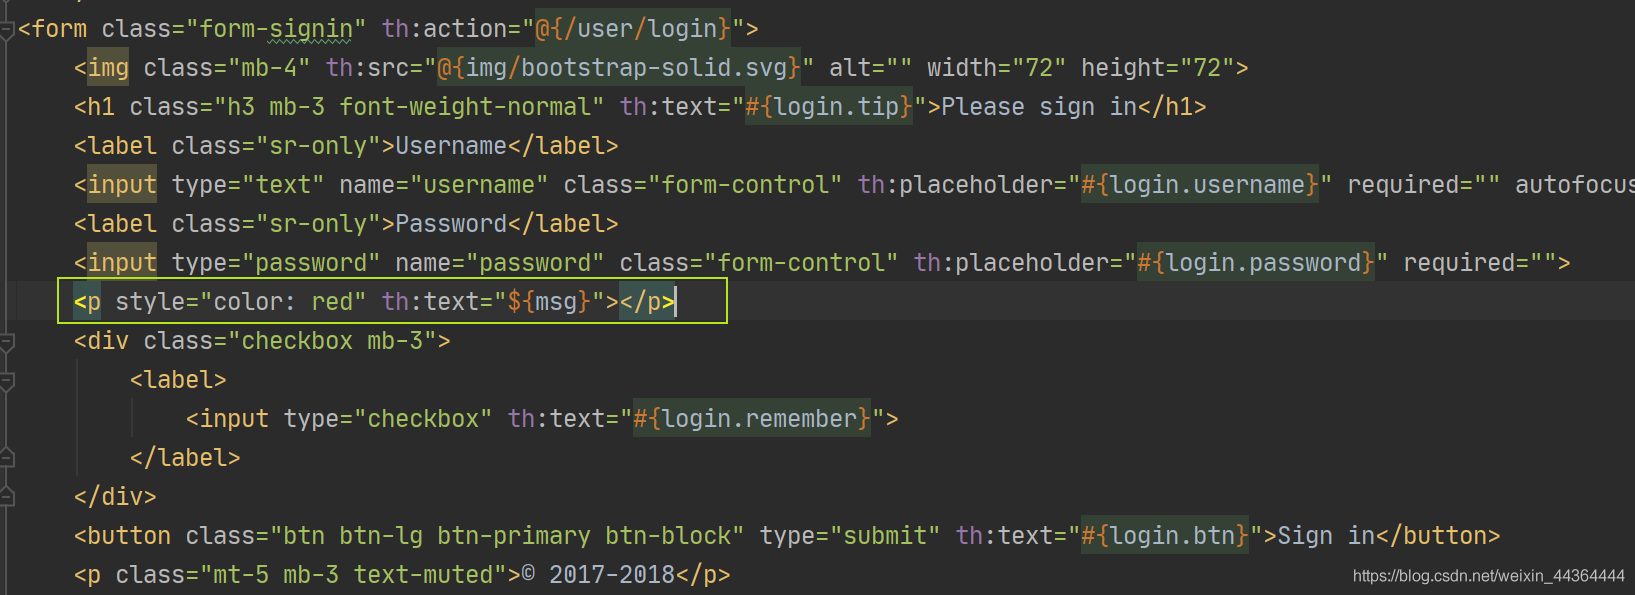 <form class="form-signin" th:action="@{/user/login}">
<img class="mb-4" th:src="@{img/bootstrap-solid.svg}" alt="" width="72" height="72">
<h1 class="h3 mb-3 font-weight-normal" th:text="#{login.tip}">Please sign in</h1>
<label class="sr-only">Username</label>
<input type="text" name="username" class="form-control" th:placeholder="#{login.username}" required="" autofocus
<label class="sr-only">Password</label>
<input type="password" name="password" class="form-control" th:placeholder="#{login.password}" required="">
<p style="color: red" th:text="${msg}"></p>
<div class="checkbox mb-3">
<label>
<input type="checkbox" th:text="#{login.remember}">
</label>
</div>
<button class="btn btn-lg btn-primary btn-block" type="submit" th:text="#{login.btn}">Sign in</button>
<p class="mt-5 mb-3 text-muted">© 2017-2018</p>
https://blog.csdn.net/weixin_44364444